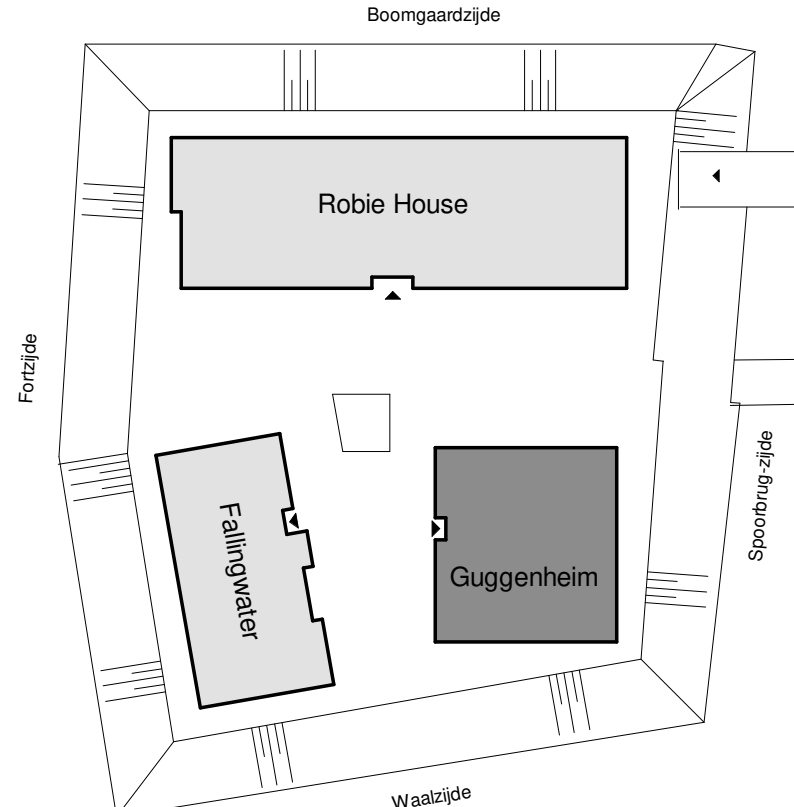 Boomgaardzijde
Robie House
Fortzijde
Spoorbrug-zijde
Fallingwater
Guggenheim
Waalzijde